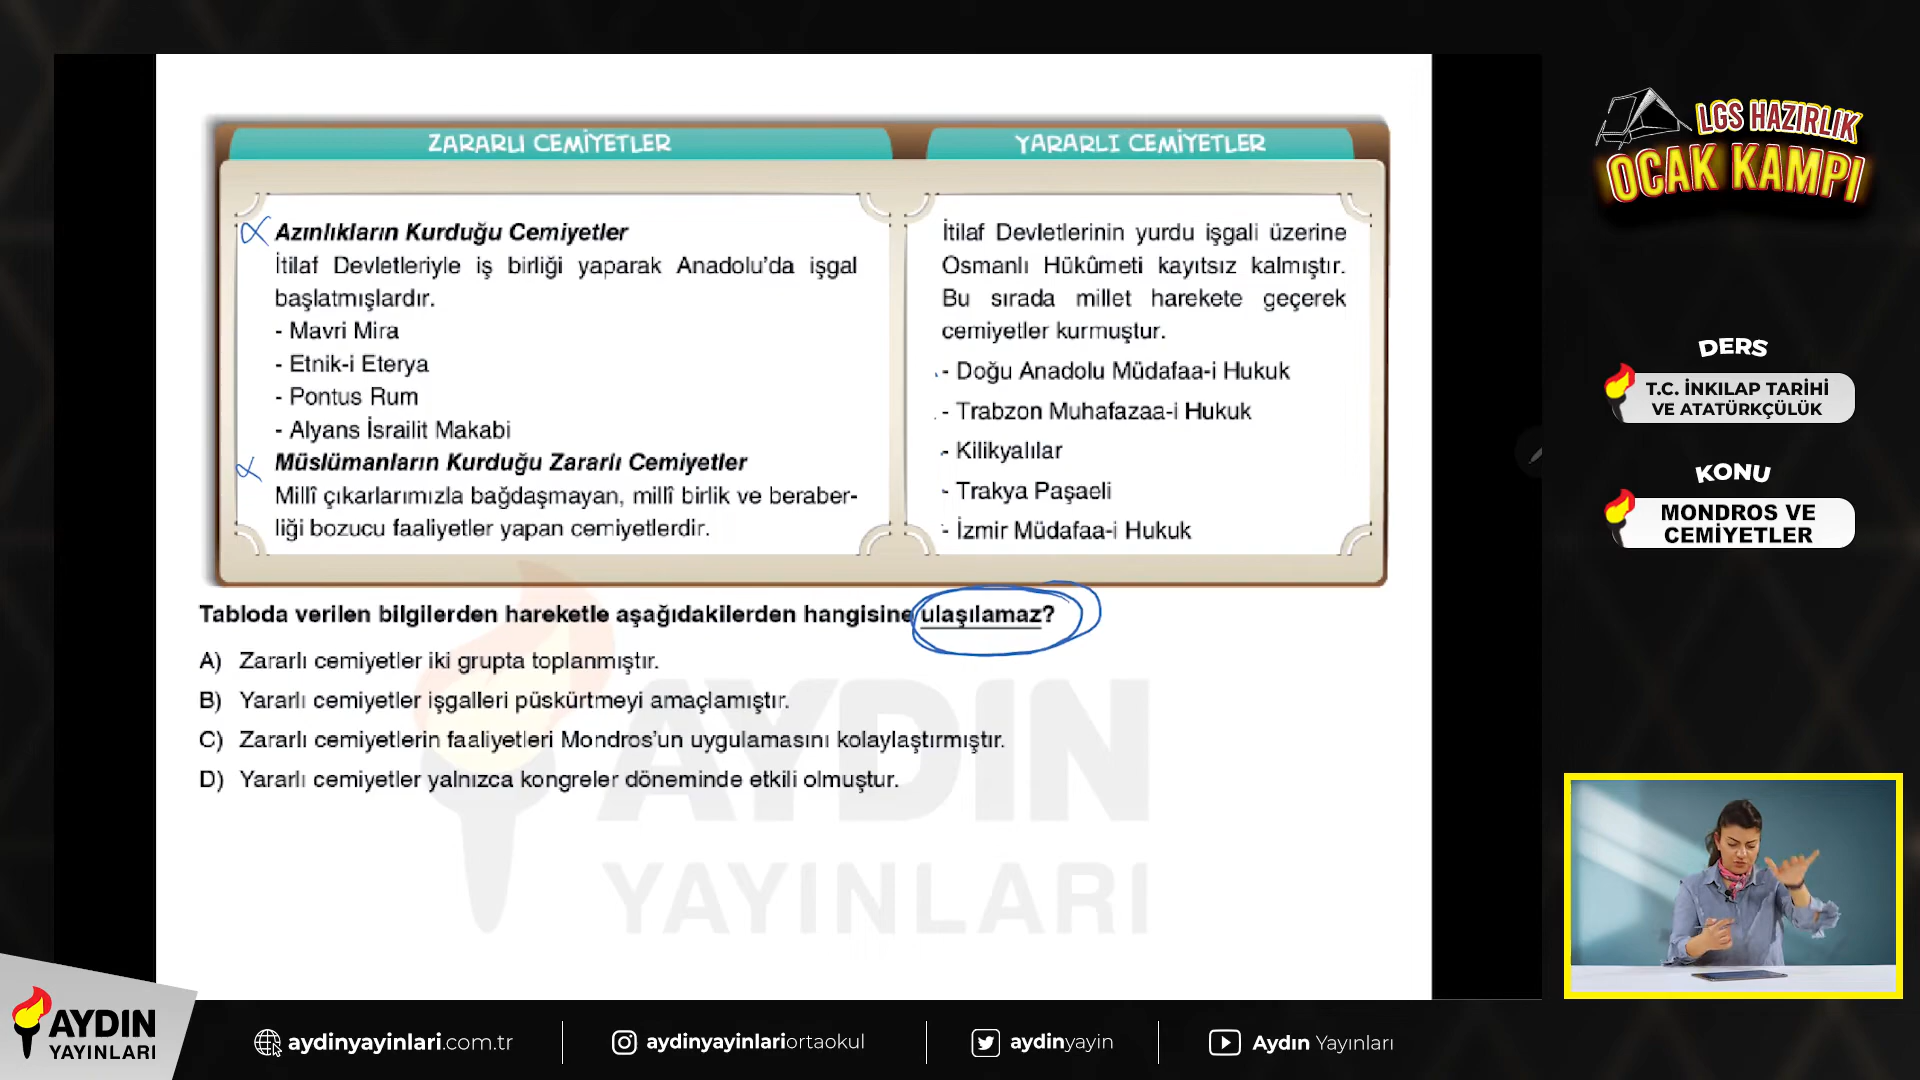 ZARARLI CEMİYETLER
YARARLI CEMİYETLER
Azınlıkların Kurduğu Cemiyetler
İtilaf Devletleriyle iş birliği yaparak Anadolu'da işgal
başlatmışlardır.
- Mavri Mira
- Etnik-i Eterya
- Pontus Rum
- Alyans İsrailit Makabi
Müslümanların Kurduğu Zararlı Cemiyetler
Millî çıkarlarımızla bağdaşmayan, millî birlik ve beraber-
liği bozucu faaliyetler yapan cemiyetlerdir.
İtilaf Devletlerinin yurdu işgali üzerine
Osmanlı Hükûmeti kayıtsız kalmıştır.
Bu sırada millet harekete geçerek
cemiyetler kurmuştur.
- Doğu Anadolu Müdafaa-i Hukuk
- Trabzon Muhafazaa-i Hukuk
- Kilikyalılar
- Trakya Paşaeli
- İzmir Müdafaa-i Hukuk
Tabloda verilen bilgilerden hareketle aşağıdakilerden hangisine ulaşılamaz?
A) Zararlı cemiyetler iki grupta toplanmıştır.
B) Yararlı cemiyetler işgalleri püskürtmeyi amaçlamıştır.
C) Zararlı cemiyetlerin faaliyetleri Mondros'un uygulamasını kolaylaştırmıştır.
D) Yararlı cemiyetler yalnızca kongreler döneminde etkili olmuştur.
AYDIN
YAYINLARI
LGS HAZIRLIK
OCAK KAMPI
DERS
T.C. İNKILAP TARİHİ
VE ATATÜRKÇÜLÜK
KONU
MONDROS VE
CEMİYETLER
AYDIN
YAYINLARI
aydinyayinlari.com.tr
aydinyayinlariortaokul
aydinyayin
Aydın Yayınları